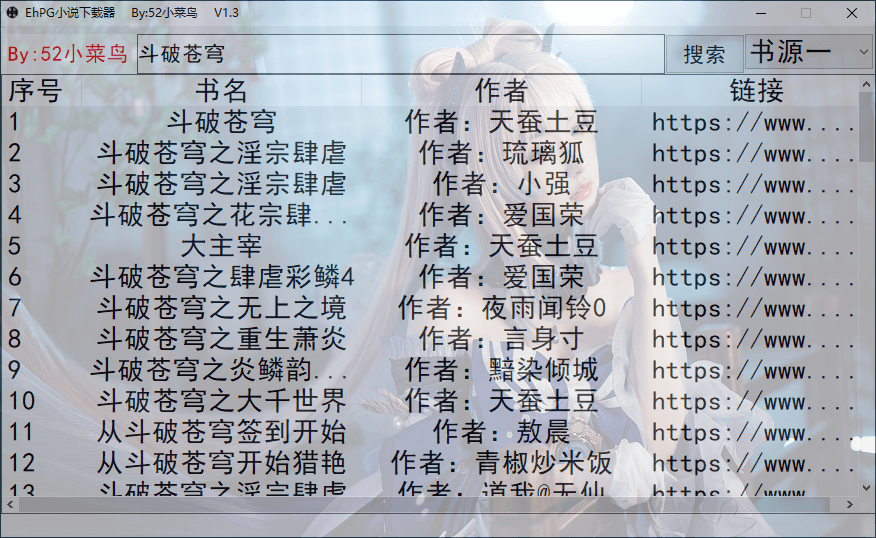 EhPG小说下载器 By:52小菜鸟 V1.3
By:52小菜鸟 斗破苍穹 搜索 书源一
序号 书名 作者 链接
1 斗破苍穹 作者：天蚕土豆 https://www....
2 斗破苍穹之淫宗肆虐 作者：琉璃狐 https://www....
3 斗破苍穹之淫宗肆虐 作者：小强 https://www....
4 斗破苍穹之花宗肆... 作者：爱国荣 https://www....
5 大主宰 作者：天蚕土豆 https://www....
6 斗破苍穹之肆虐彩鳞4 作者：爱国荣 https://www....
7 斗破苍穹之无上之境 作者：夜雨闻铃0 https://www....
8 斗破苍穹之重生萧炎 作者：言身寸 https://www....
9 斗破苍穹之炎鳞韵... 作者：黯染倾城 https://www....
10 斗破苍穹之大千世界 作者：天蚕土豆 https://www....
11 从斗破苍穹签到开始 作者：敖晨 https://www....
12 从斗破苍穹开始猎艳 作者：青椒炒米饭 https://www....
13 斗破苍穹之淫宗肆虐 作者：道我@无仙 https://www....